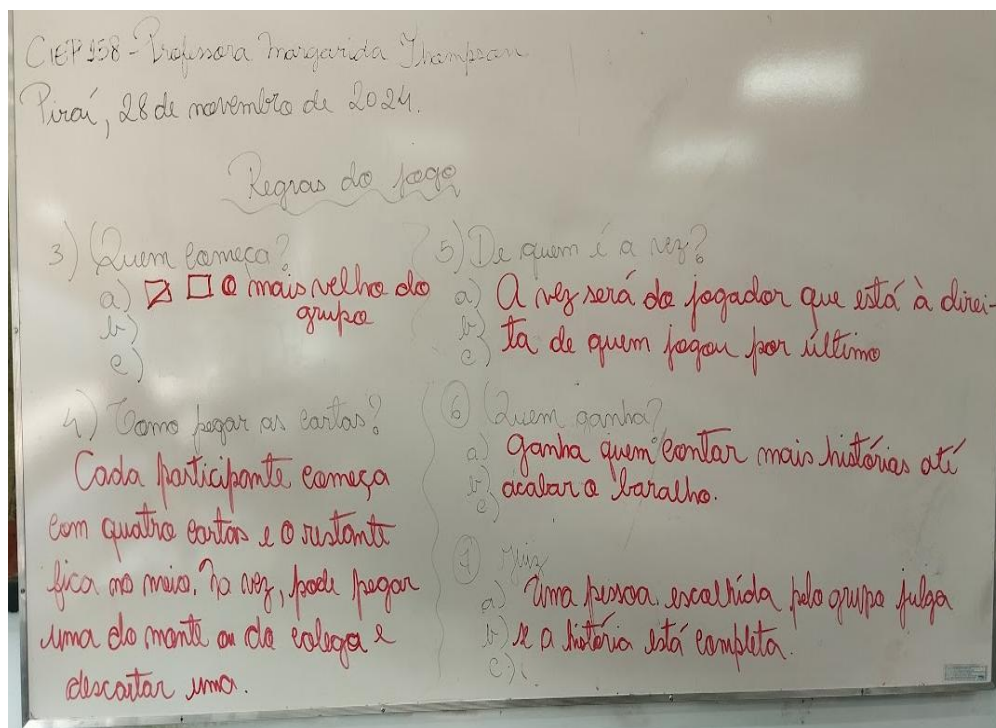 CIEP 158 - Professora Margarida Thompson
Piraí, 28 de novembro de 2024.
Regras do jogo
3) Quem começa?
a) O mais velho do
grupo
b)
c)
4) Como pegar as cartas?
Cada participante começa
com quatro cartas e o restante
fica no meio. Na vez, pode pegar
uma do monte ou do colega e
descartar uma.
5) De quem é a vez?
a) A vez será do jogador que está à direi-
b) ta de quem jogou por último
c)
6) Quem ganha?
a) Ganha quem contar mais histórias até
b) acabar o baralho.
c)
7) Juiz
a) Uma pessoa escolhida pelo grupo julga
b) se a história está completa.
c)